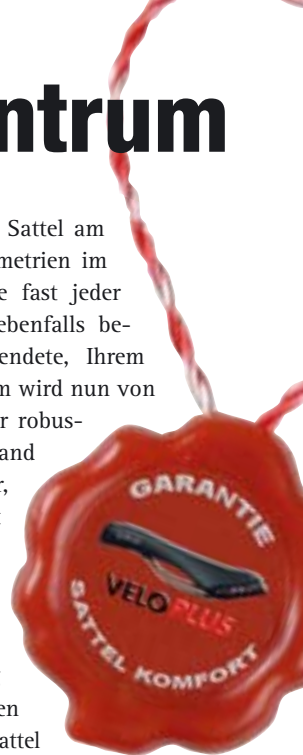 ntrum
Sattel am
metrien im
e fast jeder
ebenfalls be-
endete, Ihrem
m wird nun von
r robus-
and
r,
en
attel
GARANTIE
VELOPLUS
SATTEL KOMFORT